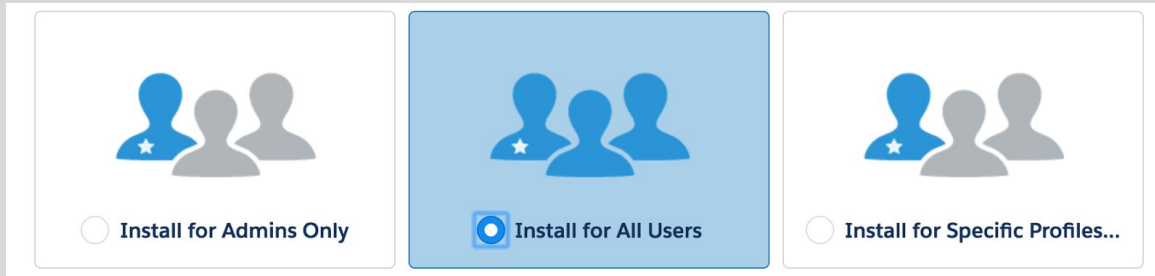 Install for Admins Only
Install for All Users
Install for Specific Profiles...